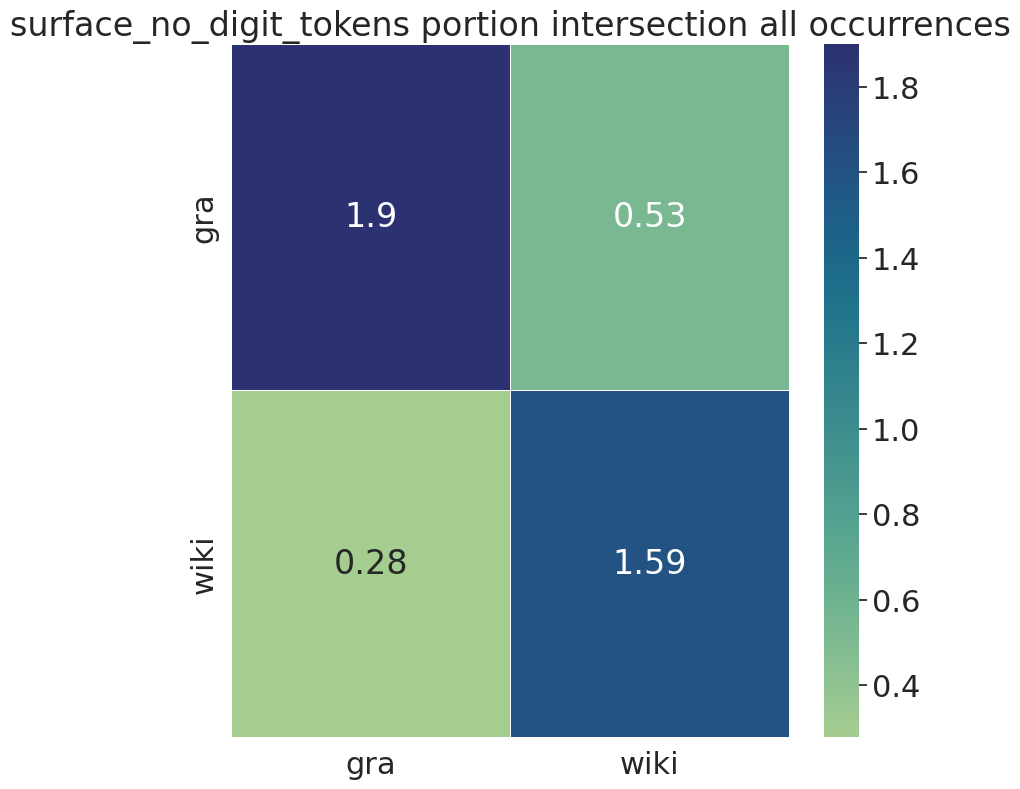 surface_no_digit_tokens portion intersection all occurrences
gra
1.9
0.53
wiki
0.28
1.59
gra
wiki
1.8
1.6
1.4
1.2
1.0
0.8
0.6
0.4